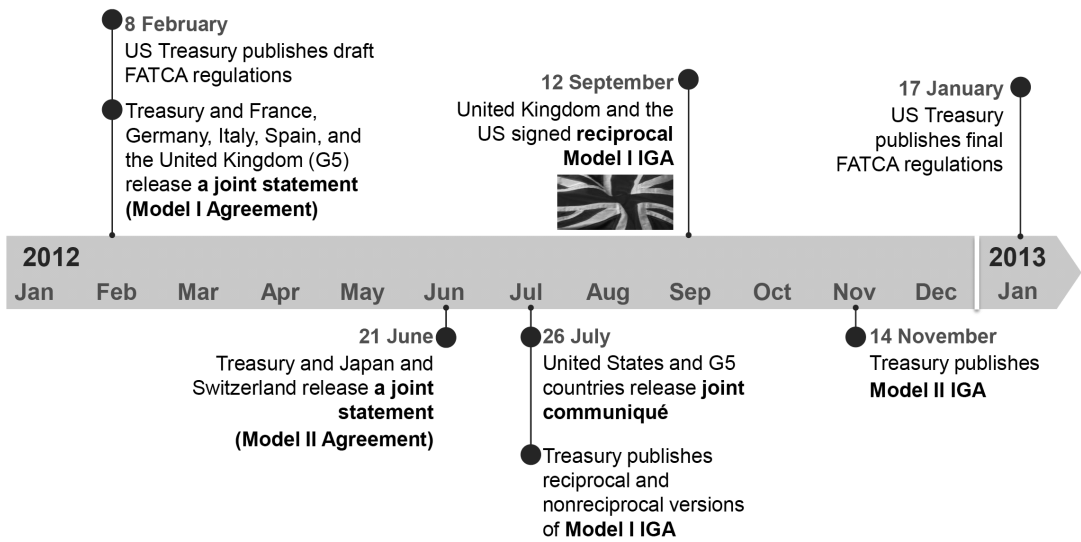 8 February
US Treasury publishes draft
FATCA regulations
Treasury and France,
Germany, Italy, Spain, and
the United Kingdom (G5)
release a joint statement
(Model I Agreement)
12 September
United Kingdom and the
US signed reciprocal
Model I IGA
17 January
US Treasury
publishes final
FATCA regulations
2012
2013
Jan Feb Mar Apr May Jun Jul Aug Sep Oct Nov Dec Jan
21 June
Treasury and Japan and
Switzerland release a joint
statement
(Model II Agreement)
26 July
United States and G5
countries release joint
communiqué
Treasury publishes
reciprocal and
nonreciprocal versions
of Model I IGA
14 November
Treasury publishes
Model II IGA